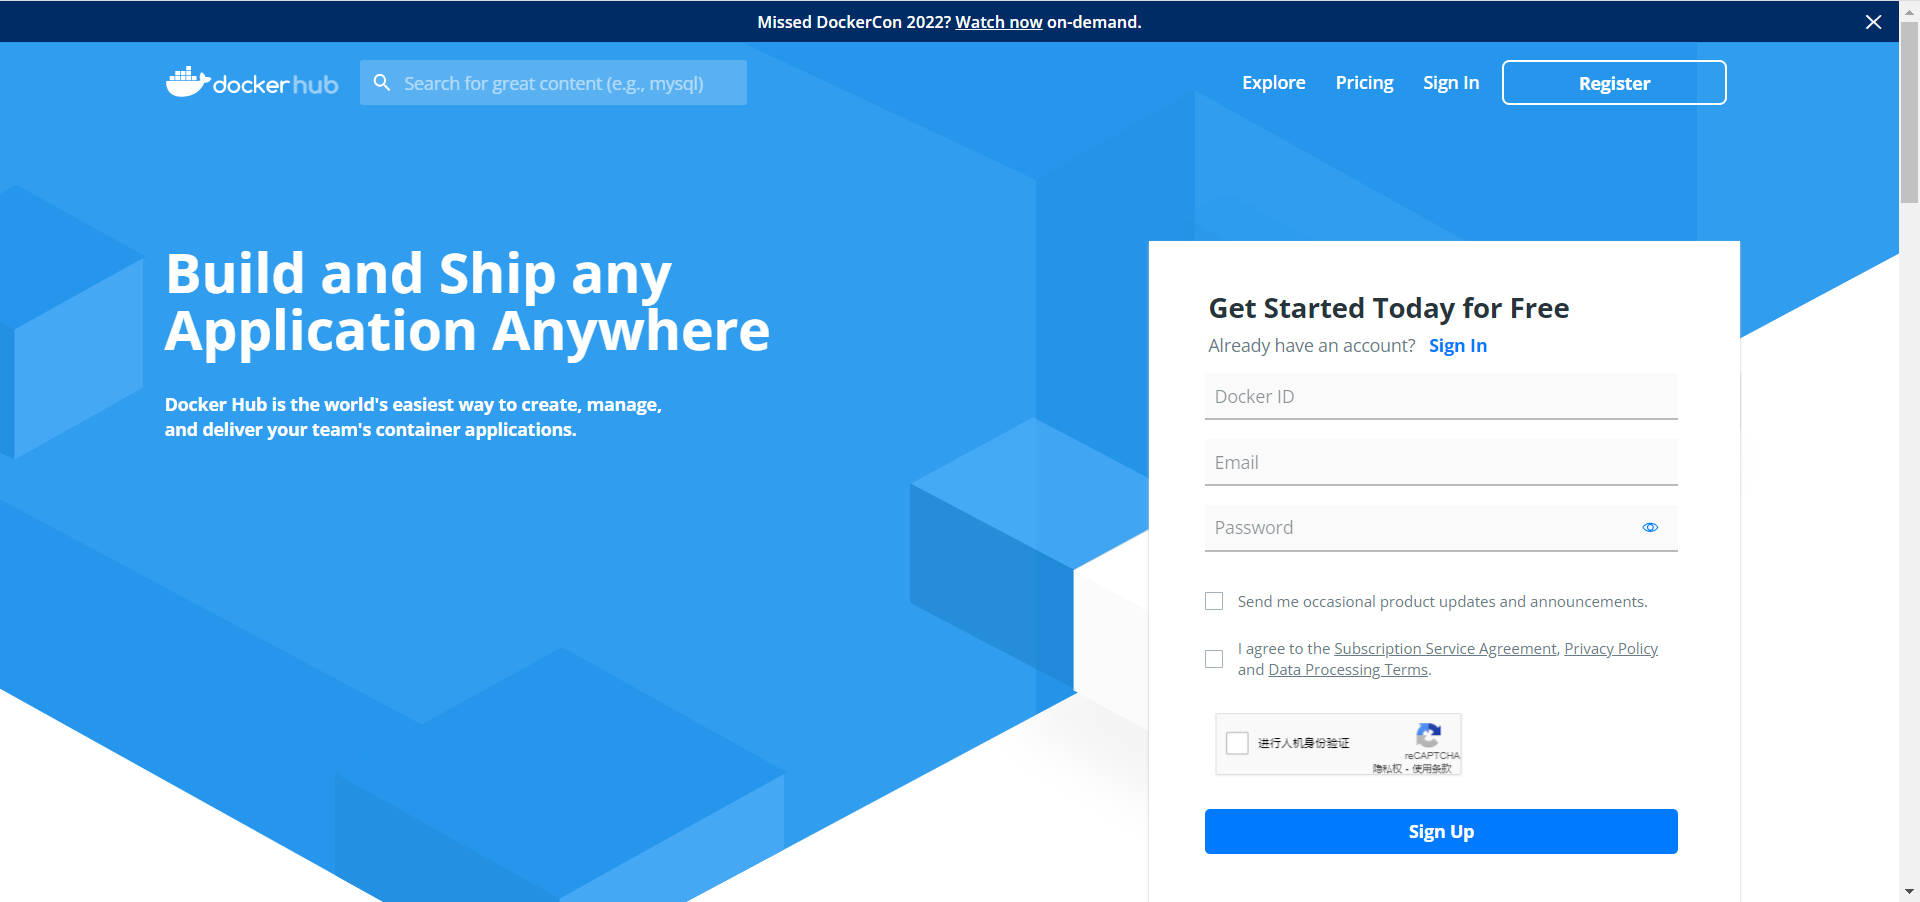 Missed DockerCon 2022? Watch now on-demand.
dockerhub
Search for great content (e.g., mysql)
Explore
Pricing
Sign In
Register
Build and Ship any
Application Anywhere
Docker Hub is the world's easiest way to create, manage,
and deliver your team's container applications.
Get Started Today for Free
Already have an account? Sign In
Docker ID
Email
Password
Send me occasional product updates and announcements.
I agree to the Subscription Service Agreement, Privacy Policy
and Data Processing Terms.
进行人机身份验证
reCAPTCHA
隐私权 - 使用条款
Sign Up